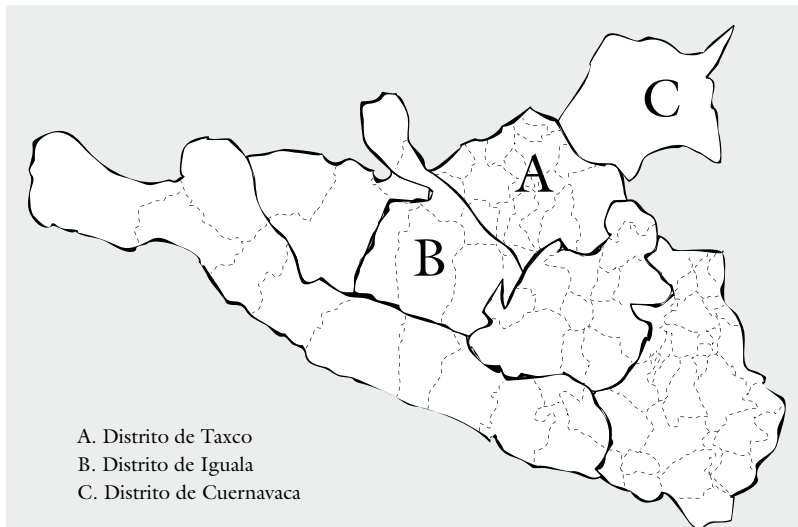 C
A
B
A. Distrito de Taxco
B. Distrito de Iguala
C. Distrito de Cuernavaca